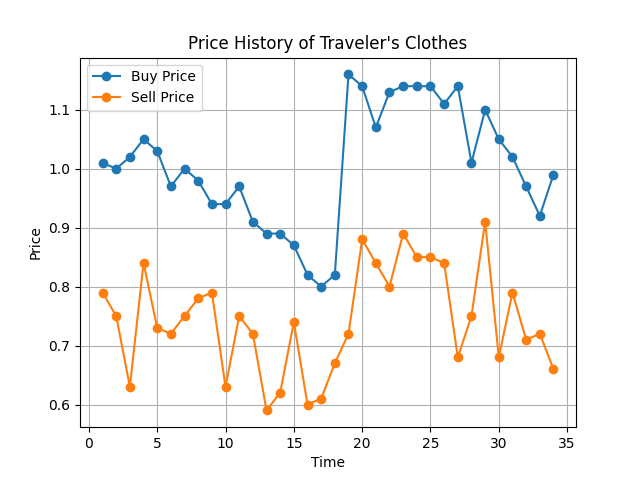 Price History of Traveler's Clothes
Buy Price
Sell Price
Price
1.1
1.0
0.9
0.8
0.7
0.6
0 5 10 15 20 25 30 35
Time